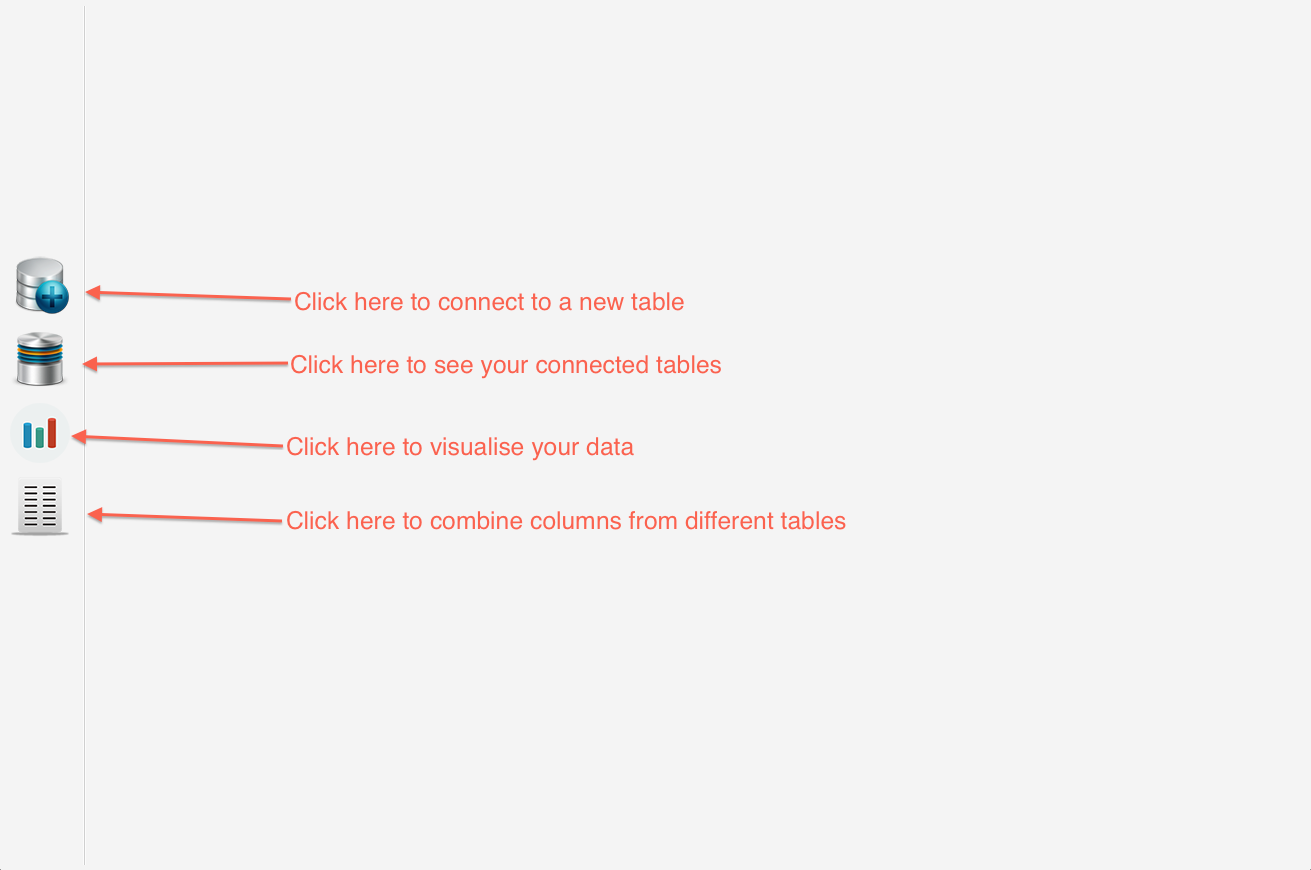 Click here to connect to a new table
Click here to see your connected tables
Click here to visualise your data
Click here to combine columns from different tables